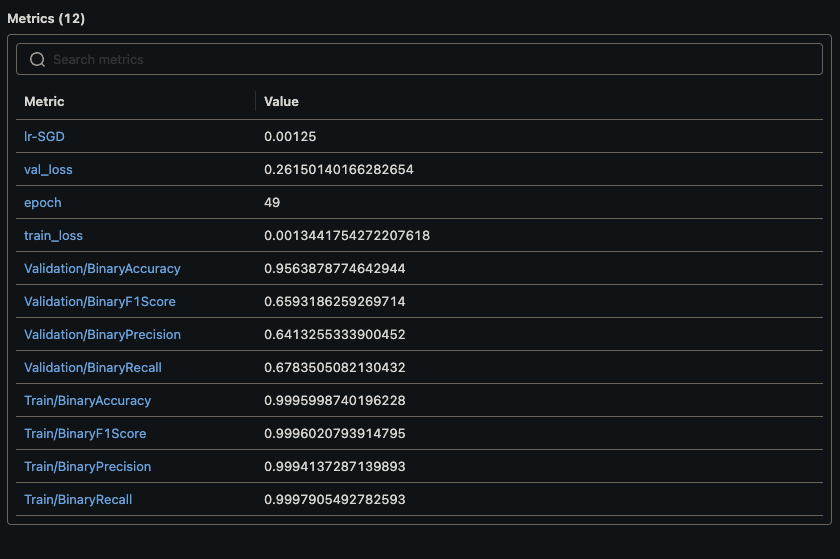 Metrics (12)
Search metrics
Metric Value
lr-SGD 0.00125
val_loss 0.26150140166282654
epoch 49
train_loss 0.0013441754272207618
Validation/BinaryAccuracy 0.9563878774642944
Validation/BinaryF1Score 0.6593186259269714
Validation/BinaryPrecision 0.6413255333900452
Validation/BinaryRecall 0.6783505082130432
Train/BinaryAccuracy 0.9995998740196228
Train/BinaryF1Score 0.9996020793914795
Train/BinaryPrecision 0.9994137287139893
Train/BinaryRecall 0.9997905492782593